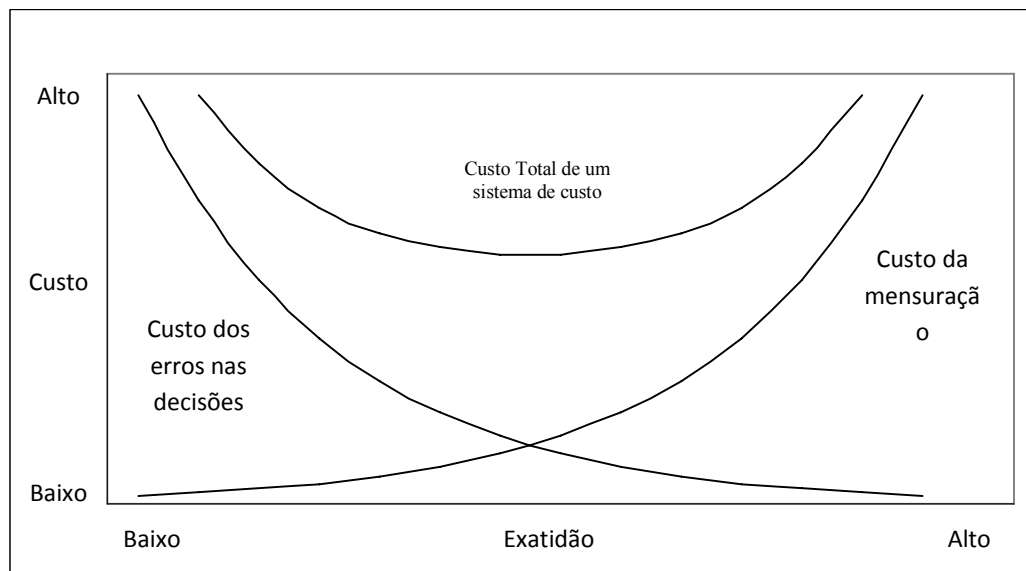 Alto
Custo Total de um
sistema de custo
Custo
Custo da
mensuraçã
o
Custo dos
erros nas
decisões
Baixo
Baixo
Exatidão
Alto